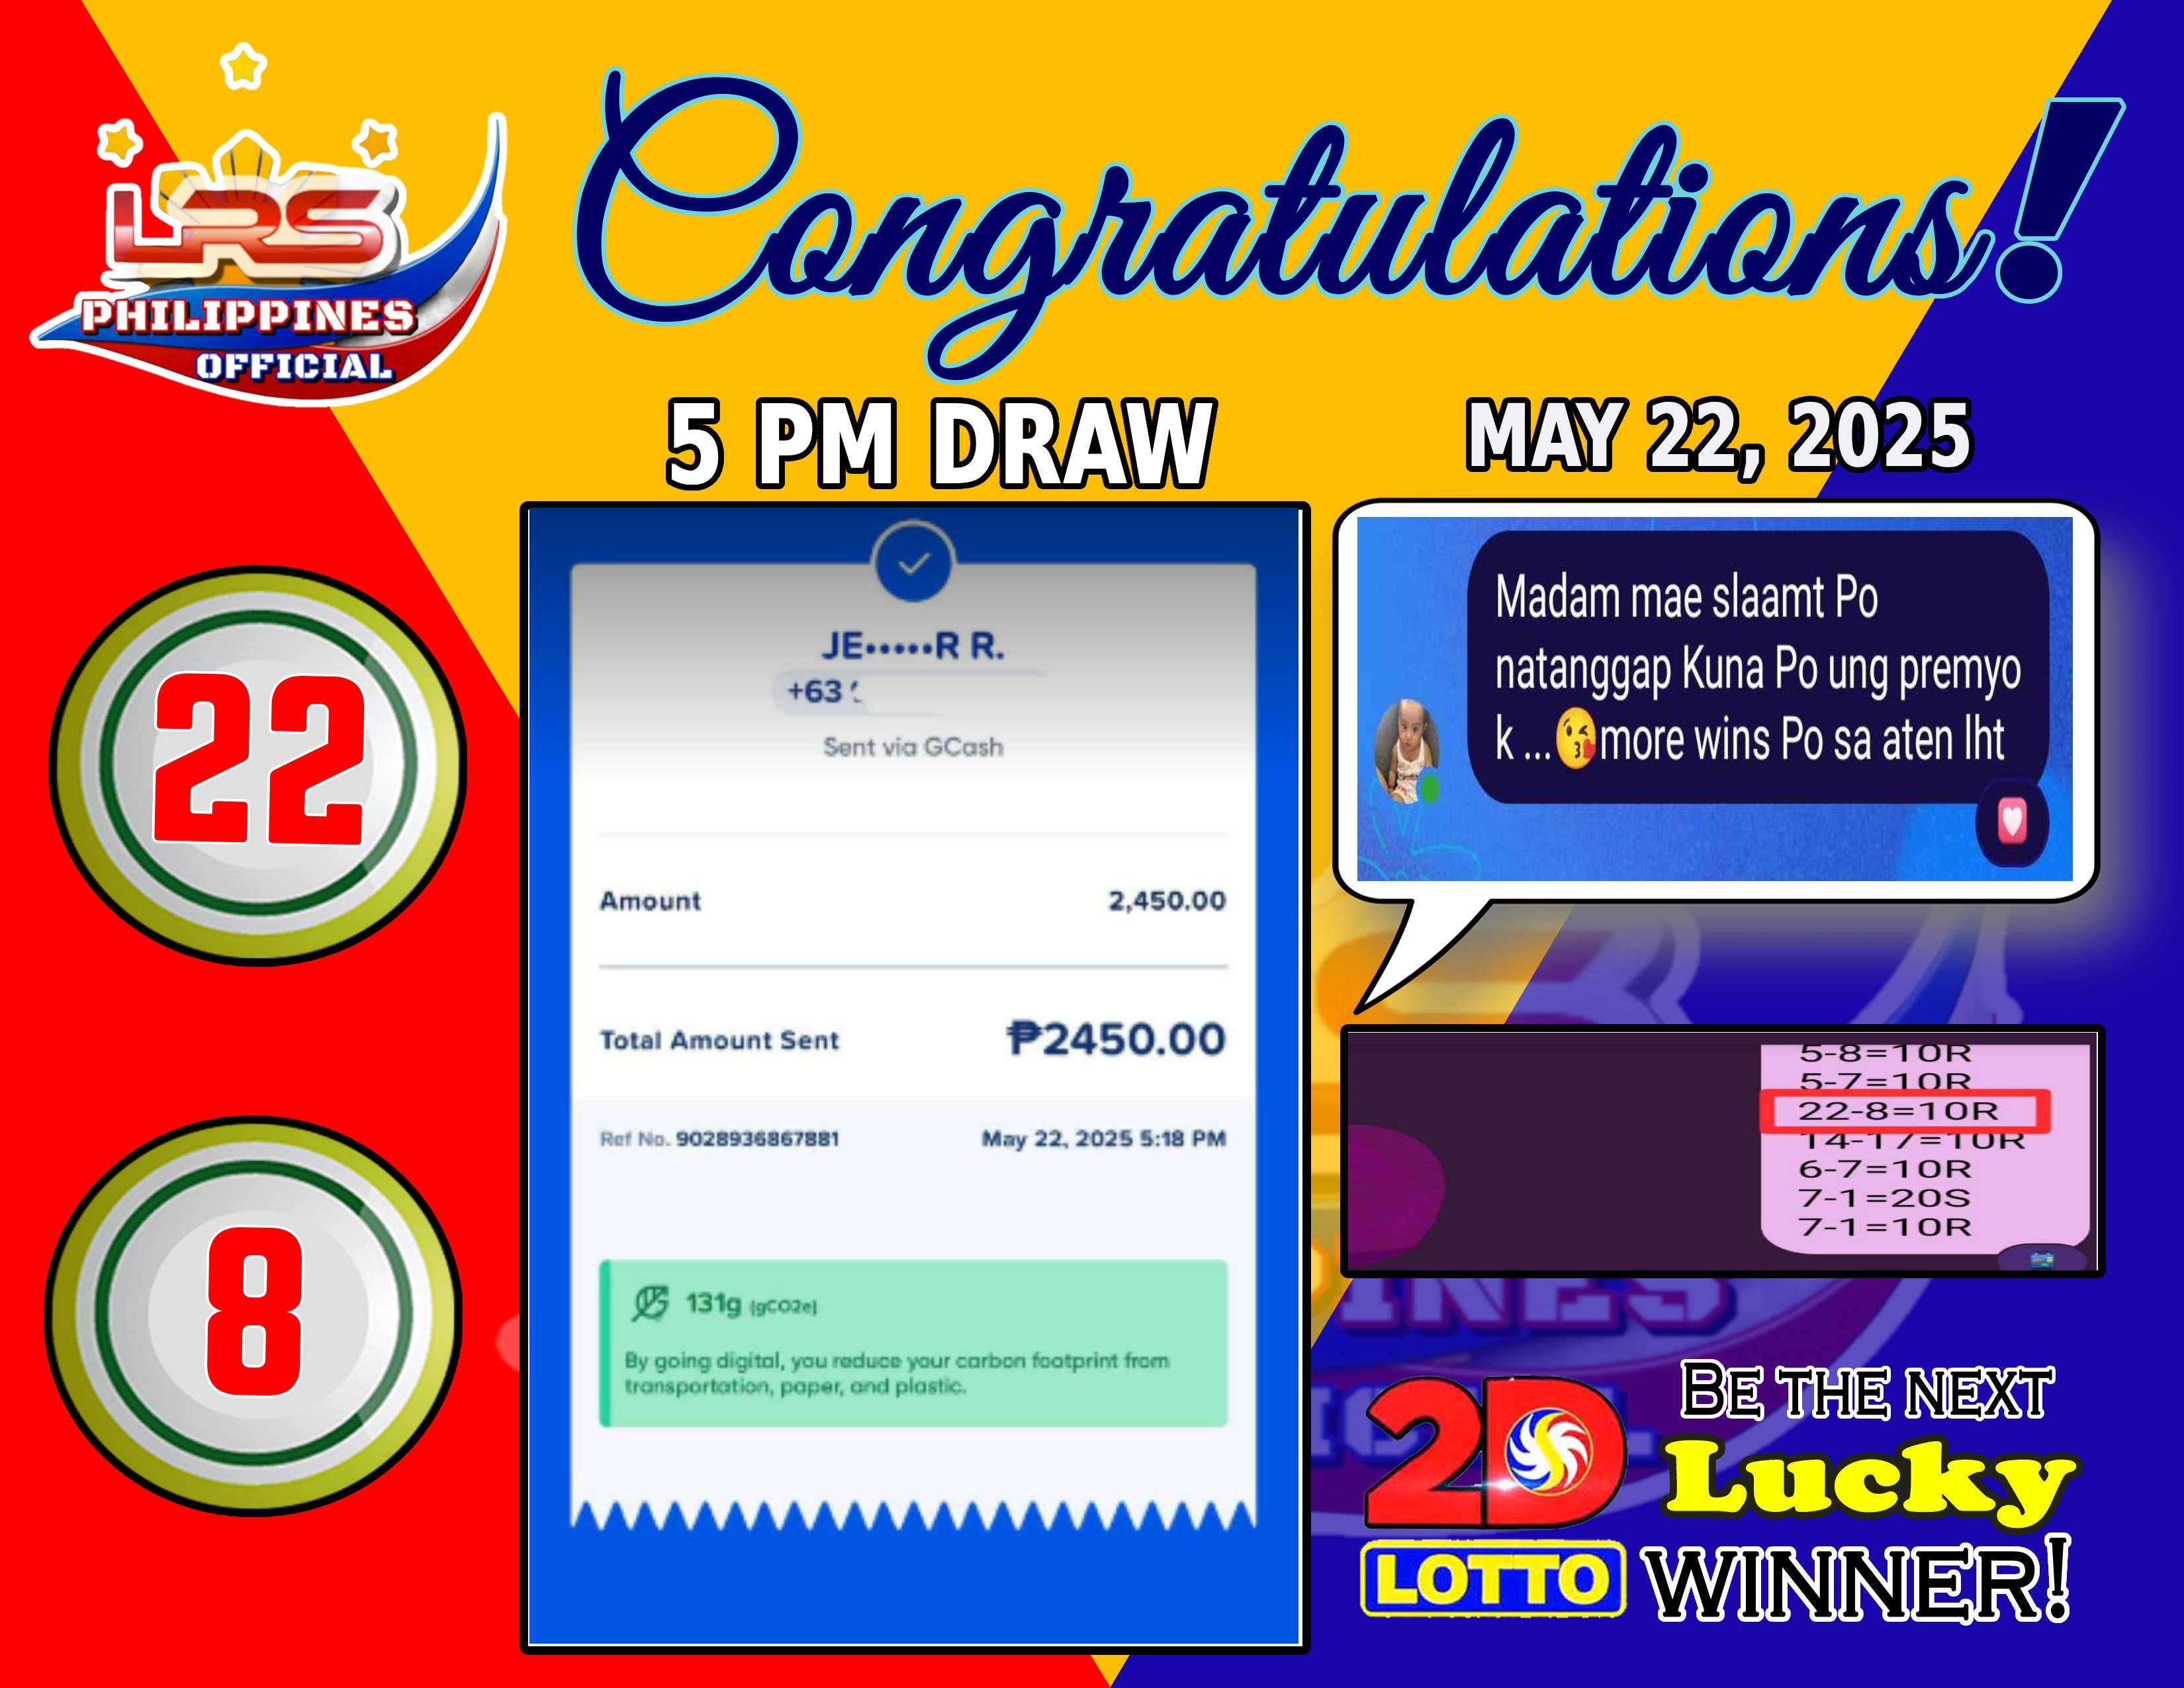 LRS
PHILIPPINES
OFFICIAL
Congratulations!
5 PM DRAW
MAY 22, 2025
22
8
JE•••••R R.
+63
Sent via GCash
Amount 2,450.00
Total Amount Sent ₱2450.00
Ref No. 9028936867881 May 22, 2025 5:18 PM
131g (gCO2e)
By going digital, you reduce your carbon footprint from
transportation, paper, and plastic.
Madam mae slaamt Po
natanggap Kuna Po ung premyo
k ...😘more wins Po sa aten lht
5-8=10R
5-7=10R
22-8=10R
14-17=10R
6-7=10R
7-1=20S
7-1=10R
2D
LOTTO
BE THE NEXT
Lucky
WINNER!